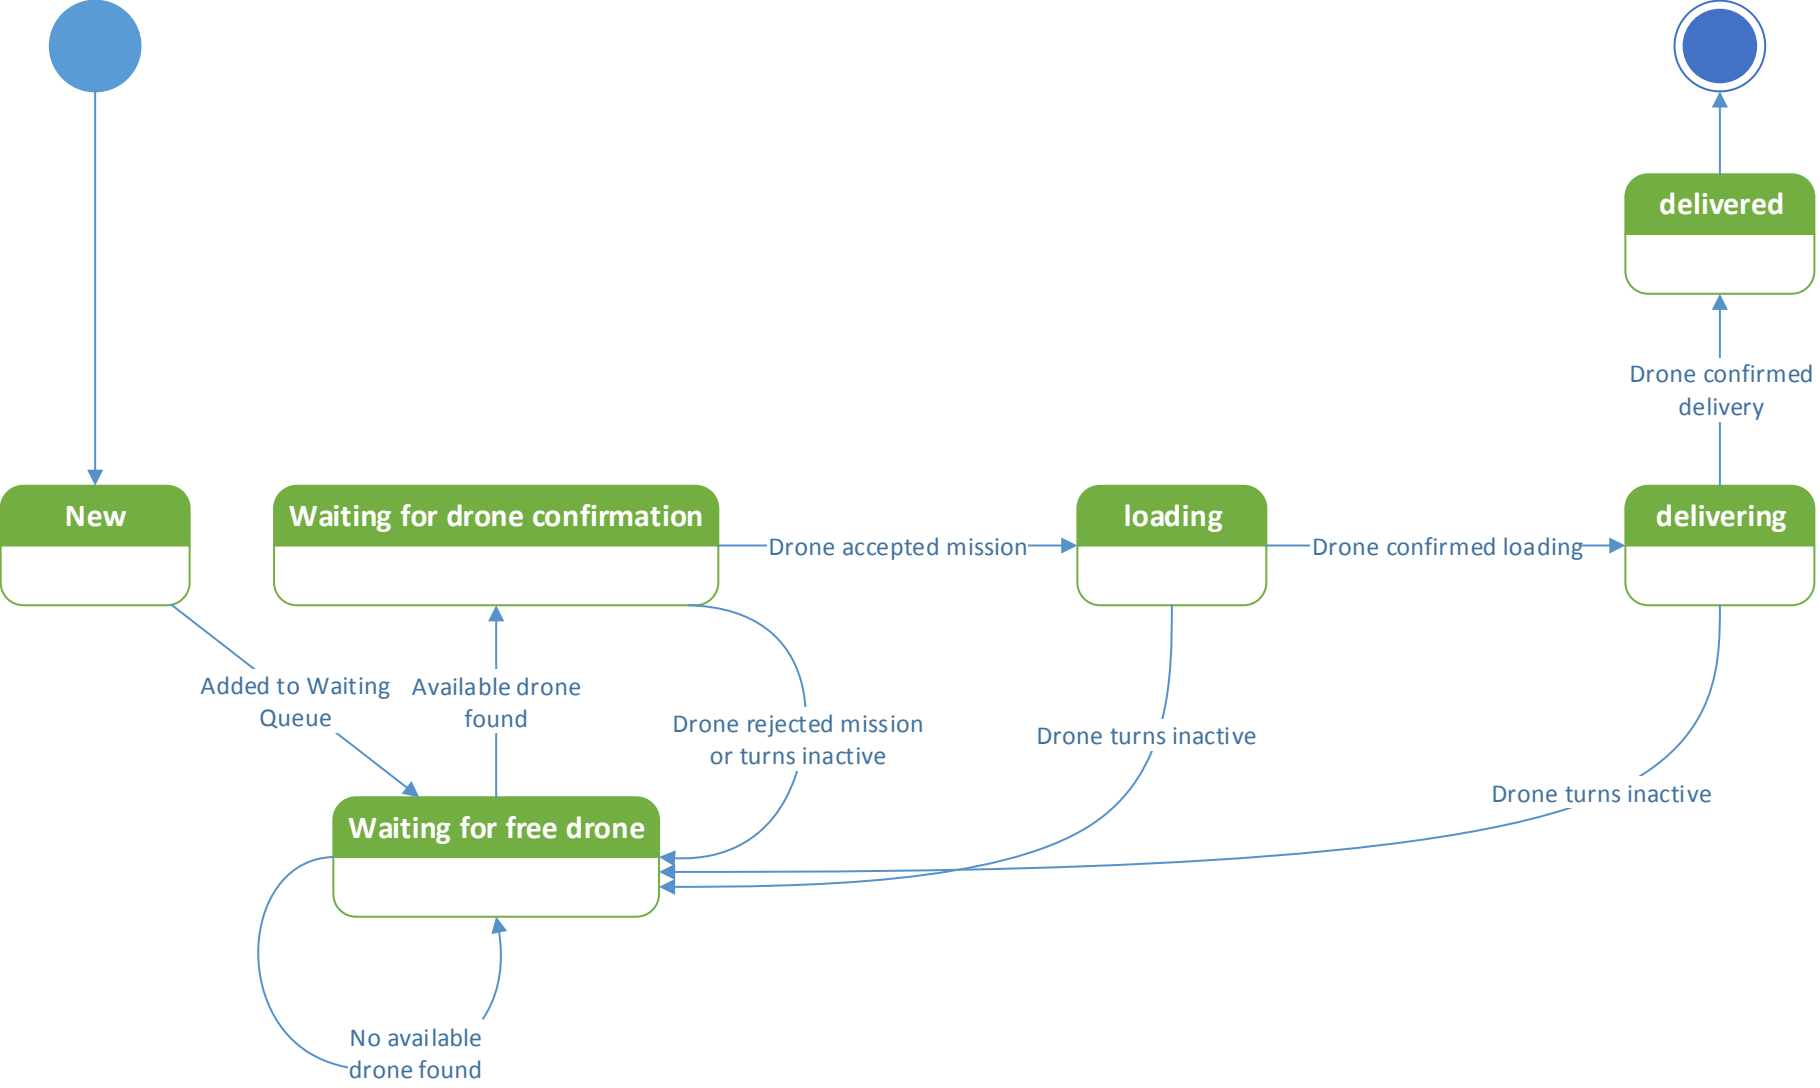 delivered
Drone confirmed
delivery
New
Waiting for drone confirmation
loading
delivering
Drone accepted mission
Drone confirmed loading
Added to Waiting
Queue
Available drone
found
Drone rejected mission
or turns inactive
Drone turns inactive
Drone turns inactive
Waiting for free drone
No available
drone found